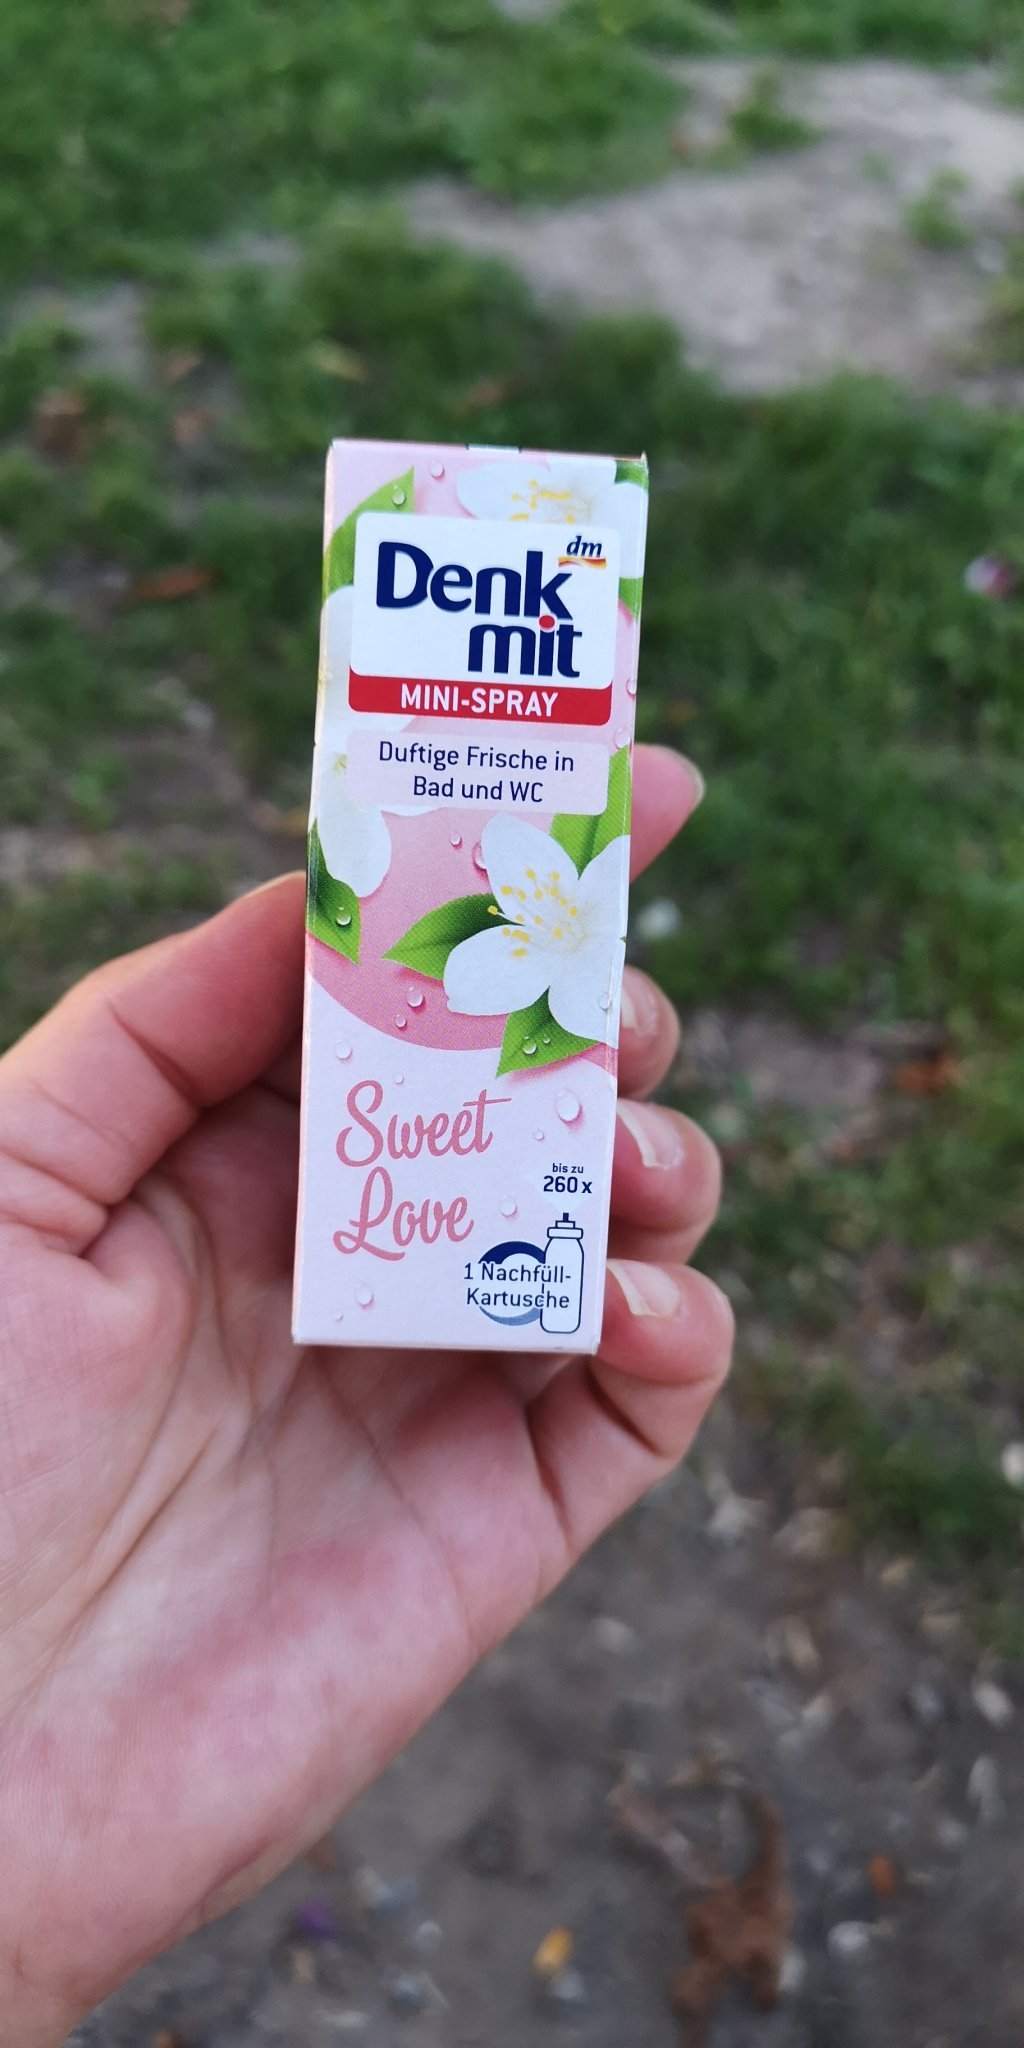 dm
Denk
mit
MINI-SPRAY
Duftige Frische in
Bad und WC
Sweet
Love
bis zu
260 x
1 Nachfüll-
Kartusche